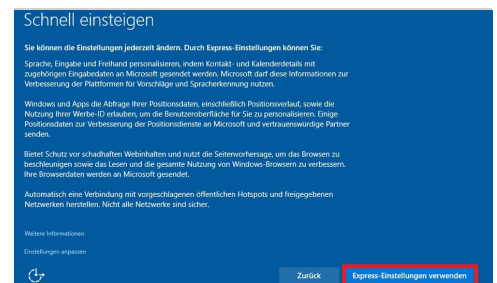 Schnell einsteigen
Sie können die Einstellungen jederzeit ändern. Durch Express-Einstellungen können Sie:
Sprache, Eingabe und Freihand personalisieren, indem Kontakt- und Kalenderdetails mit
zugehörigen Eingabedaten an Microsoft gesendet werden. Microsoft darf diese Informationen zur
Verbesserung der Plattformen für Vorschläge und Spracherkennung nutzen.
Windows und Apps die Abfrage Ihrer Positionsdaten, einschließlich Positionsverlauf, sowie die
Nutzung Ihrer Werbe-ID erlauben, um die Benutzeroberfläche für Sie zu personalisieren. Einige
Positionsdaten zur Verbesserung der Positionsdienste an Microsoft und vertrauenswürdige Partner
senden.
Bietet Schutz vor schadhaften Webinhalten und nutzt die Seitenvorhersage, um das Browsen zu
beschleunigen sowie das Lesen und die gesamte Nutzung von Windows-Browsern zu verbessern.
Ihre Browserdaten werden an Microsoft gesendet.
Automatisch eine Verbindung mit vorgeschlagenen öffentlichen Hotspots und freigegebenen
Netzwerken herstellen. Nicht alle Netzwerke sind sicher.
Weitere Informationen
Einstellungen anpassen
Zurück
Express-Einstellungen verwenden